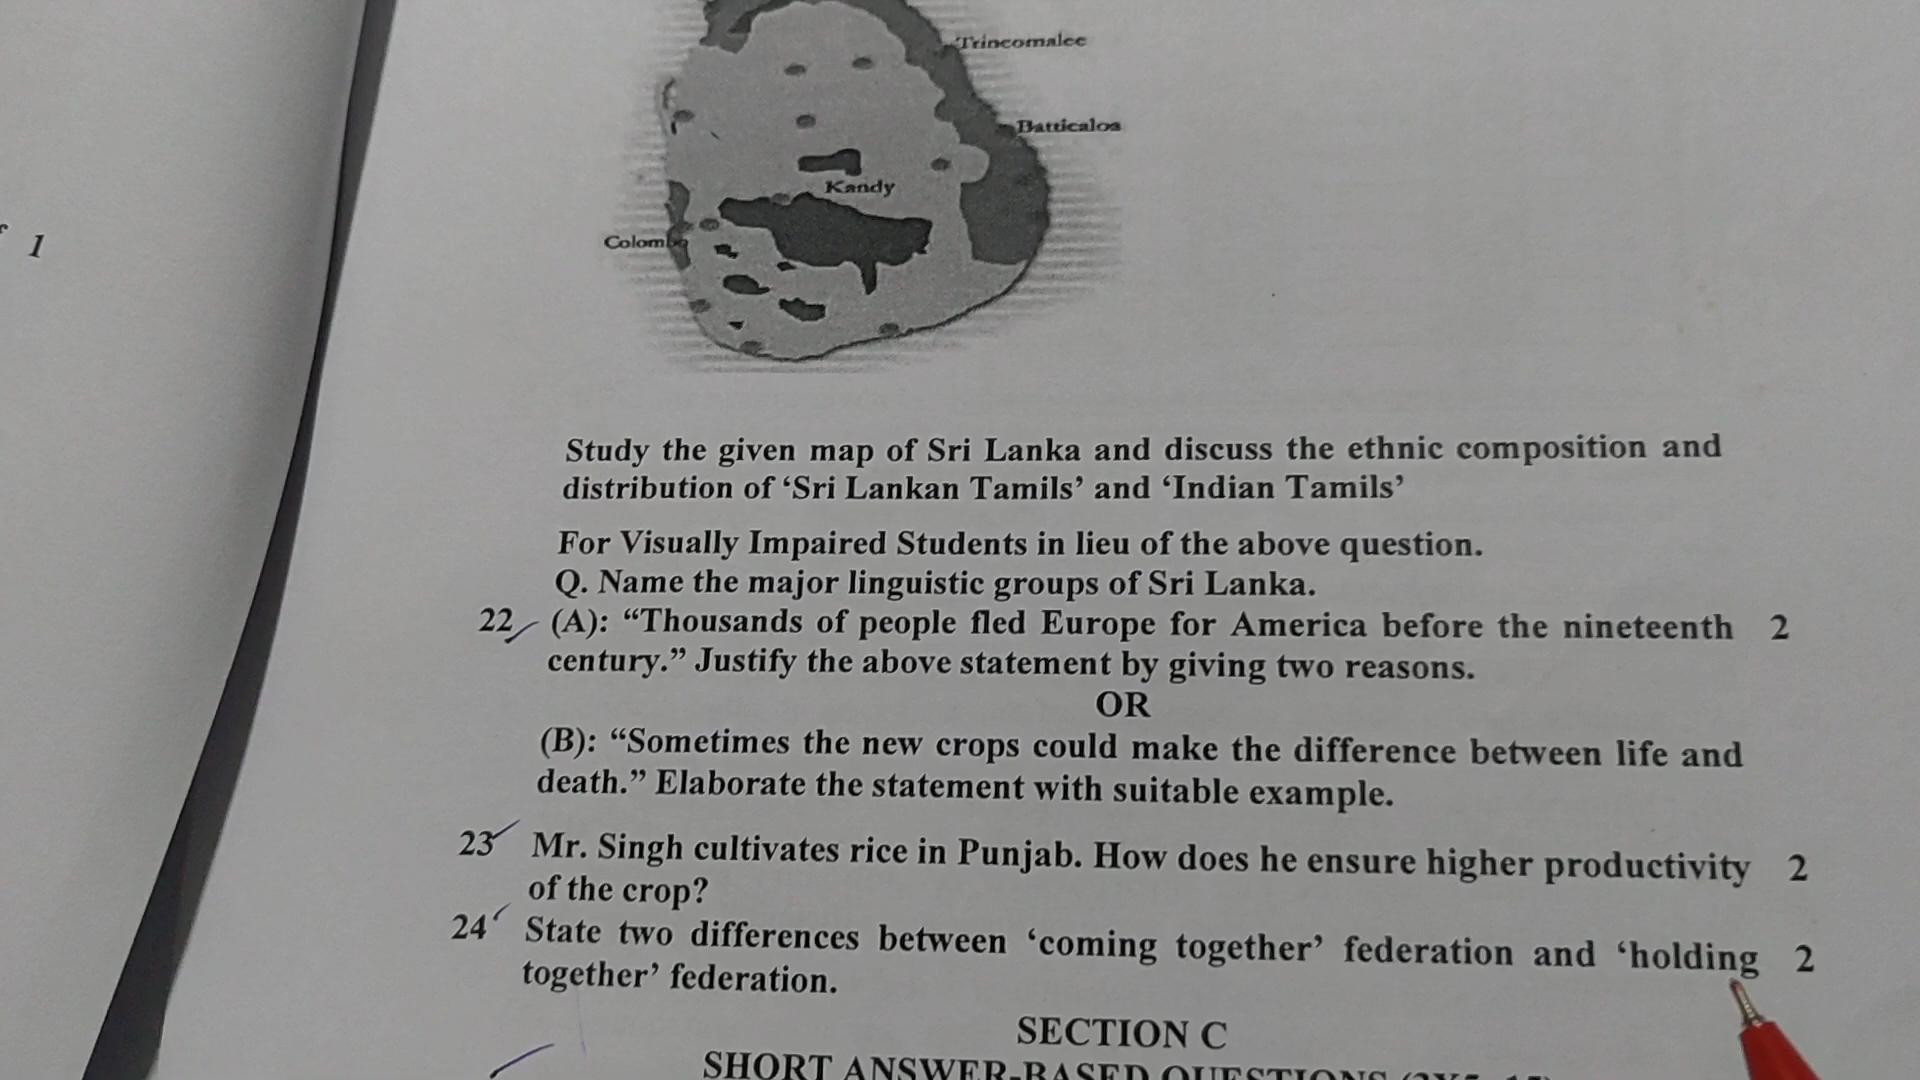 Trincomalee
Batticaloa
Kandy
Colombo
1
Study the given map of Sri Lanka and discuss the ethnic composition and
distribution of ‘Sri Lankan Tamils’ and ‘Indian Tamils’
For Visually Impaired Students in lieu of the above question.
Q. Name the major linguistic groups of Sri Lanka.
22 (A): “Thousands of people fled Europe for America before the nineteenth 2
century.” Justify the above statement by giving two reasons.
OR
(B): “Sometimes the new crops could make the difference between life and
death.” Elaborate the statement with suitable example.
23 Mr. Singh cultivates rice in Punjab. How does he ensure higher productivity 2
of the crop?
24 State two differences between ‘coming together’ federation and ‘holding 2
together’ federation.
SECTION C
SHORT ANSWER-BASED QUESTIONS